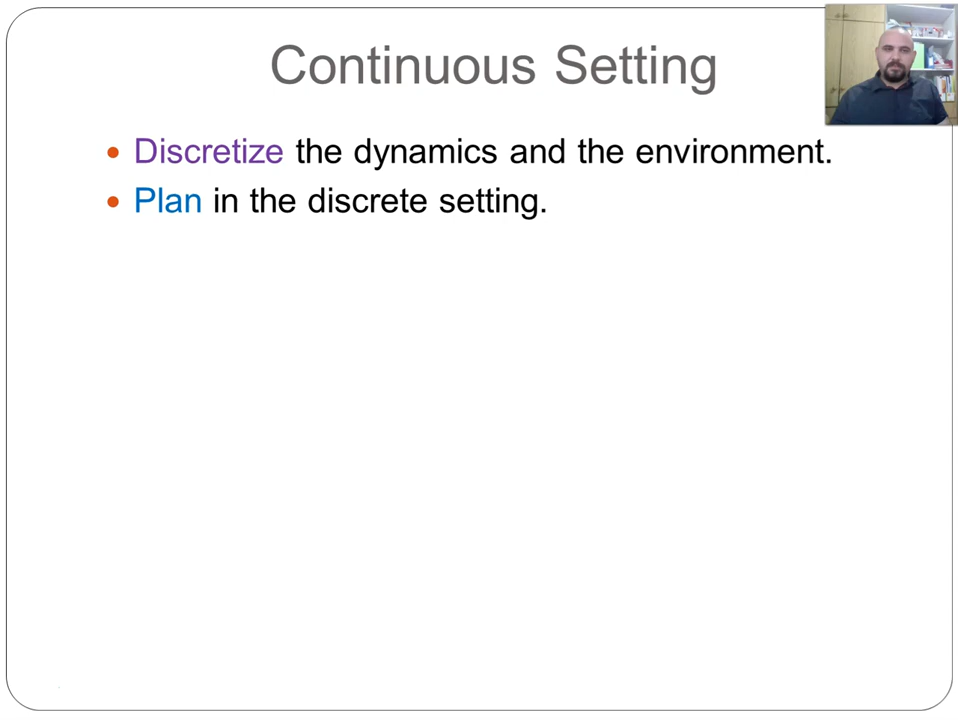 Continuous Setting
Discretize the dynamics and the environment.
Plan in the discrete setting.